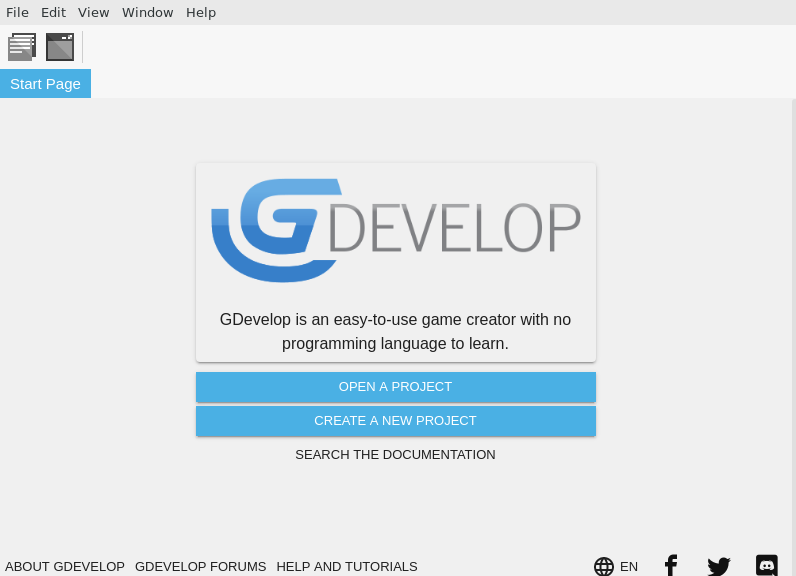 File Edit View Window Help
Start Page
GDEVELOP
GDevelop is an easy-to-use game creator with no
programming language to learn.
OPEN A PROJECT
CREATE A NEW PROJECT
SEARCH THE DOCUMENTATION
ABOUT GDEVELOP GDEVELOP FORUMS HELP AND TUTORIALS EN